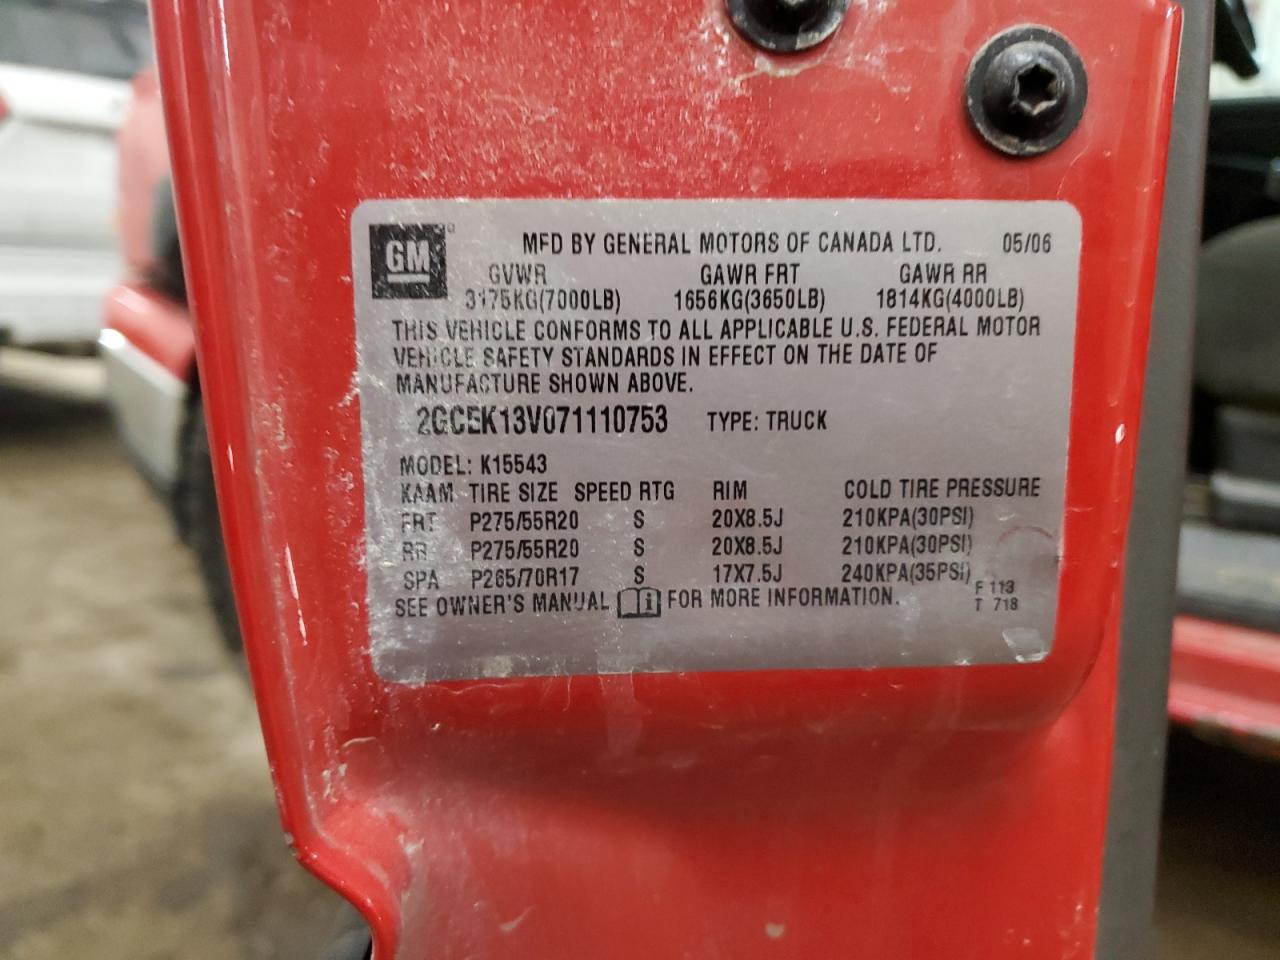 GM
MFD BY GENERAL MOTORS OF CANADA LTD. 05/06
GVWR GAWR FRT GAWR RR
3175KG(7000LB) 1656KG(3650LB) 1814KG(4000LB)
THIS VEHICLE CONFORMS TO ALL APPLICABLE U.S. FEDERAL MOTOR
VEHICLE SAFETY STANDARDS IN EFFECT ON THE DATE OF
MANUFACTURE SHOWN ABOVE.
2GCEK13V071110753 TYPE: TRUCK
MODEL: K15543
KAAM TIRE SIZE SPEED RTG RIM COLD TIRE PRESSURE
FRT P275/55R20 S 20X8.5J 210KPA(30PSI)
RR P275/55R20 S 20X8.5J 210KPA(30PSI)
SPA P265/70R17 S 17X7.5J 240KPA(35PSI)
SEE OWNER'S MANUAL FOR MORE INFORMATION.
F 113
T 718